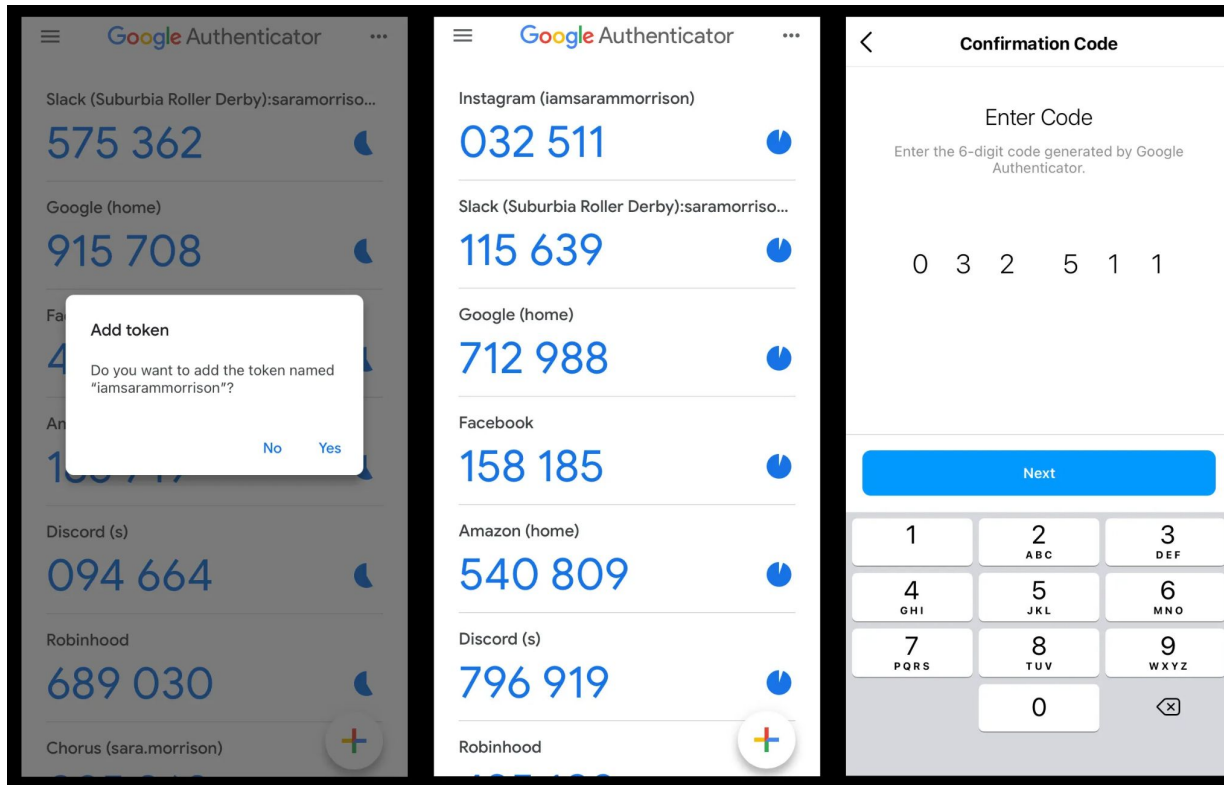 Google Authenticator
Slack (Suburbia Roller Derby):saramorriso...
575 362
Google (home)
915 708
Fa
4
Add token
Do you want to add the token named
"iamsarammorrison"?
No Yes
An
Discord (s)
094 664
Robinhood
689 030
Chorus (sara.morrison)
Google Authenticator
Instagram (iamsarammorrison)
032 511
Slack (Suburbia Roller Derby):saramorriso...
115 639
Google (home)
712 988
Facebook
158 185
Amazon (home)
540 809
Discord (s)
796 919
Robinhood
Confirmation Code
Enter Code
Enter the 6-digit code generated by Google
Authenticator.
0 3 2 5 1 1
Next
1 2 3
ABC DEF
4 5 6
GHI JKL MNO
7 8 9
PQRS TUV WXYZ
0